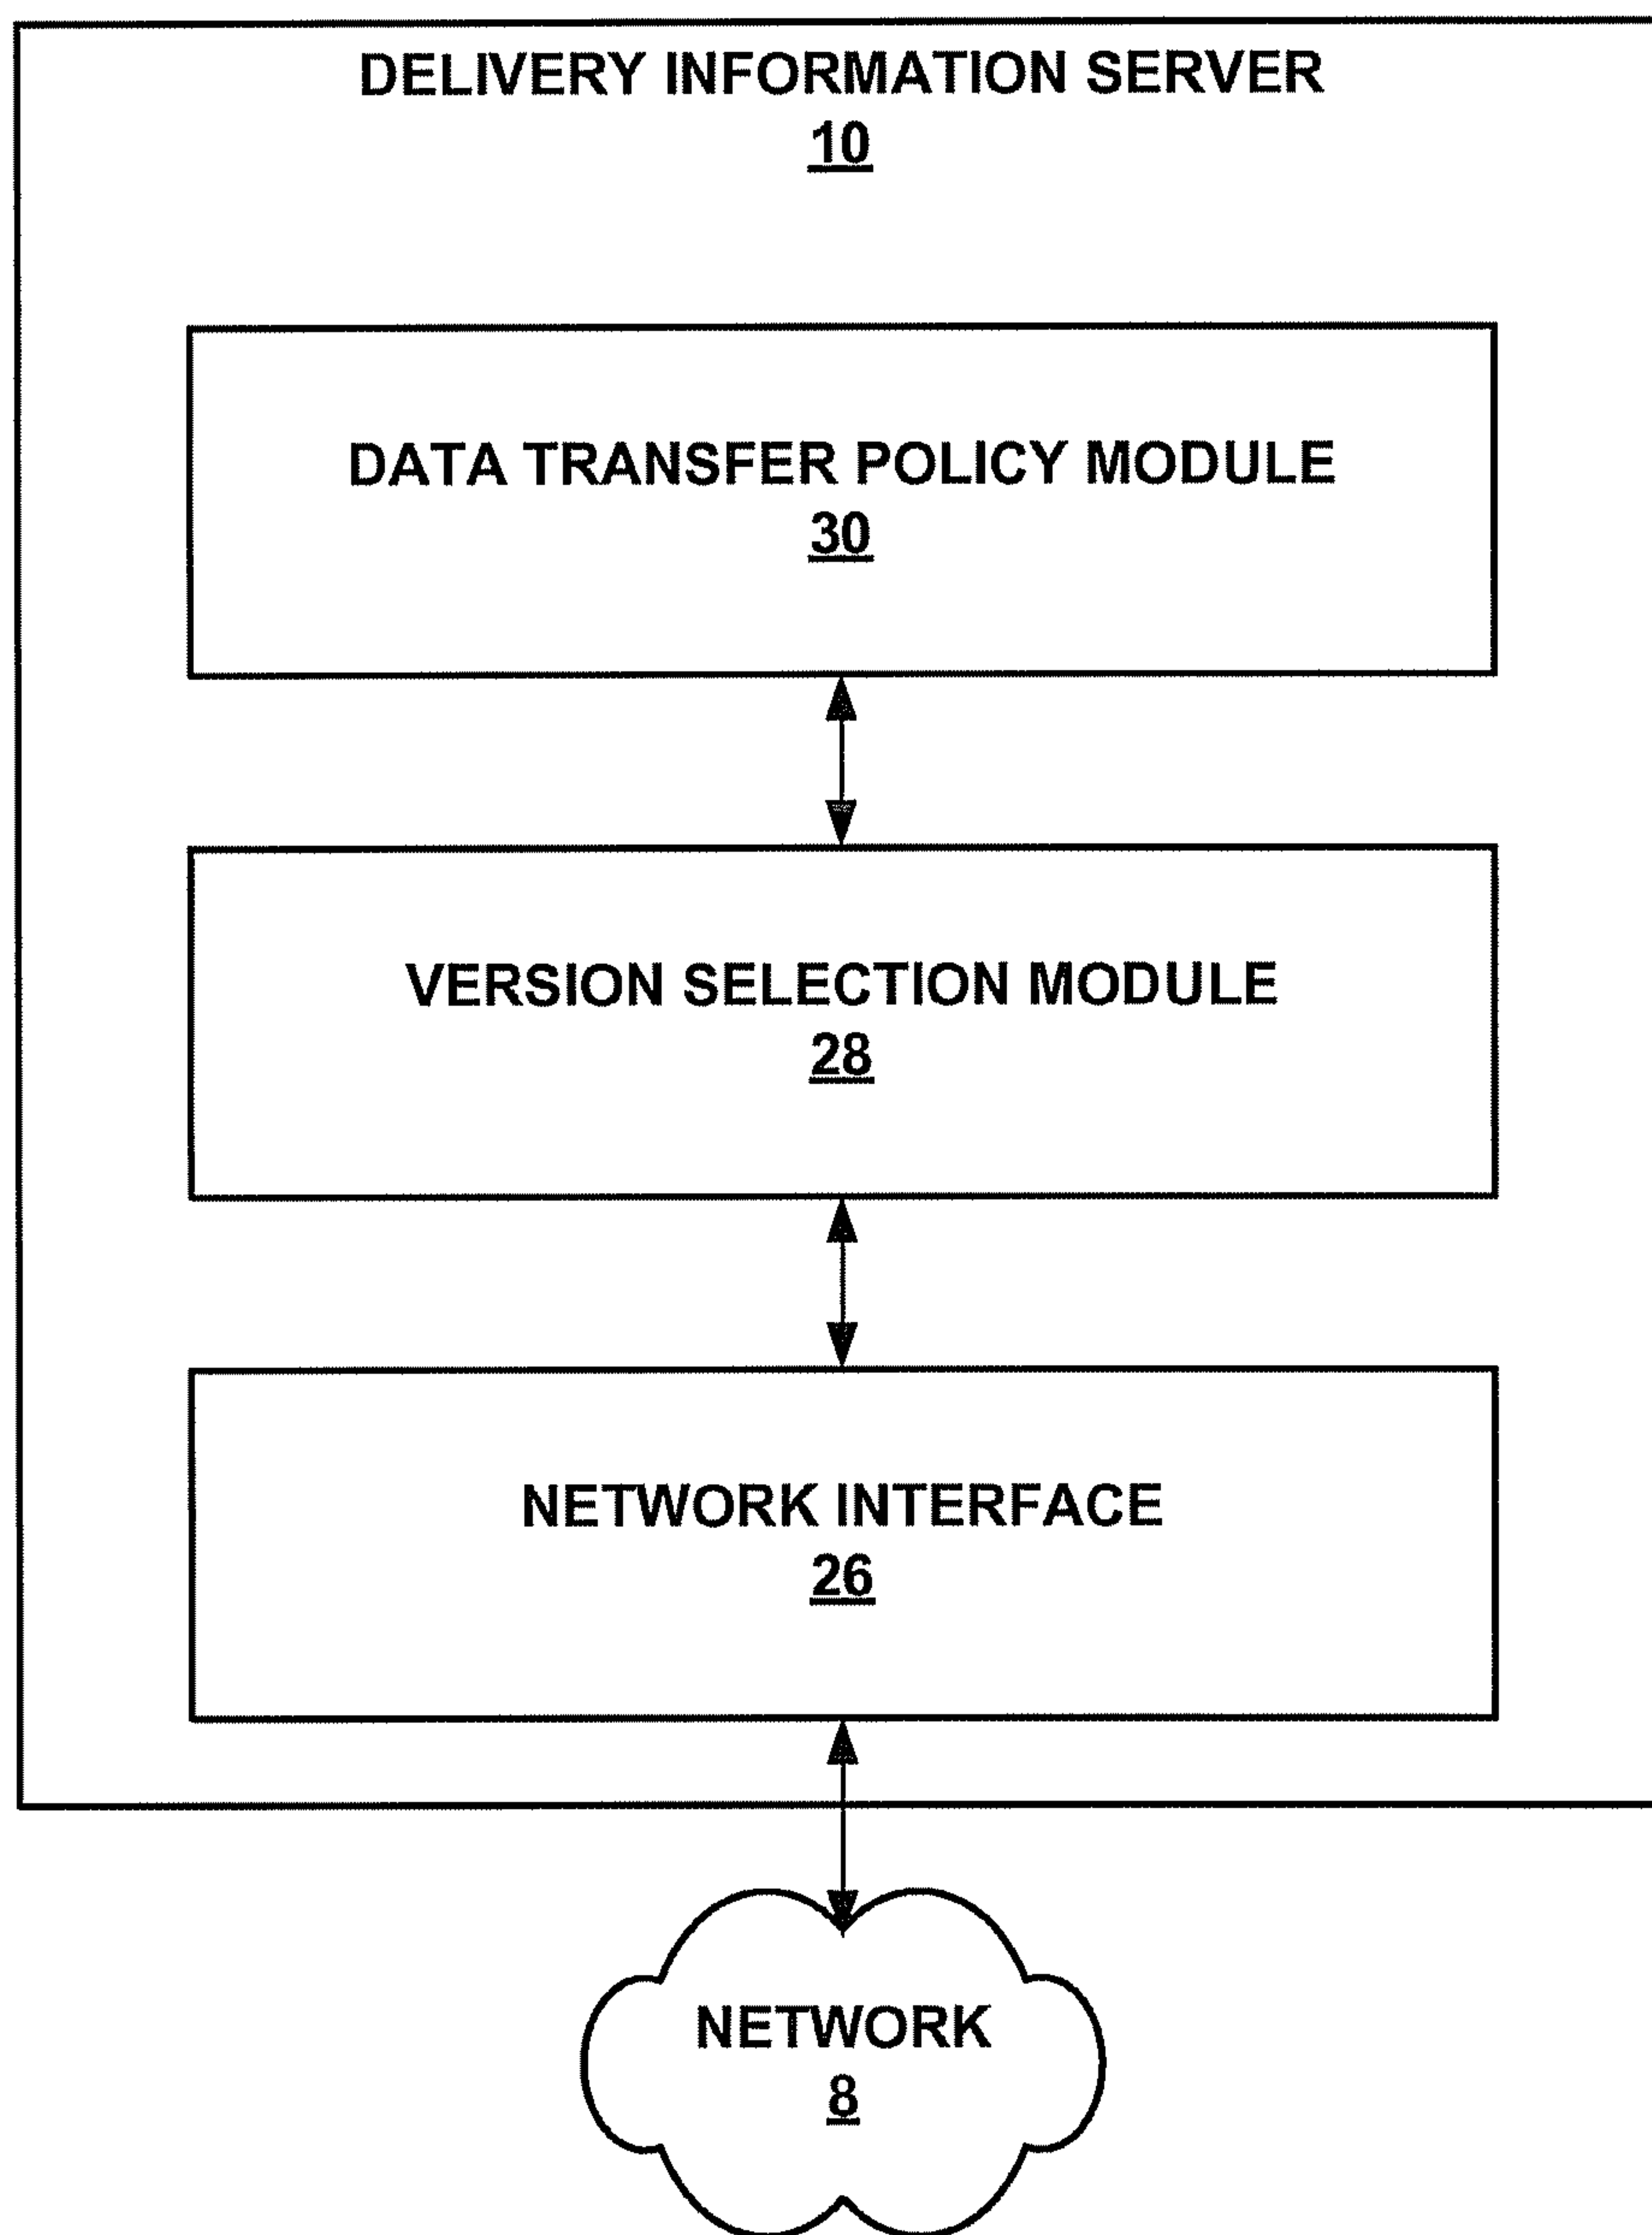 DELIVERY INFORMATION SERVER
10
DATA TRANSFER POLICY MODULE
30
VERSION SELECTION MODULE
28
NETWORK INTERFACE
26
NETWORK
8